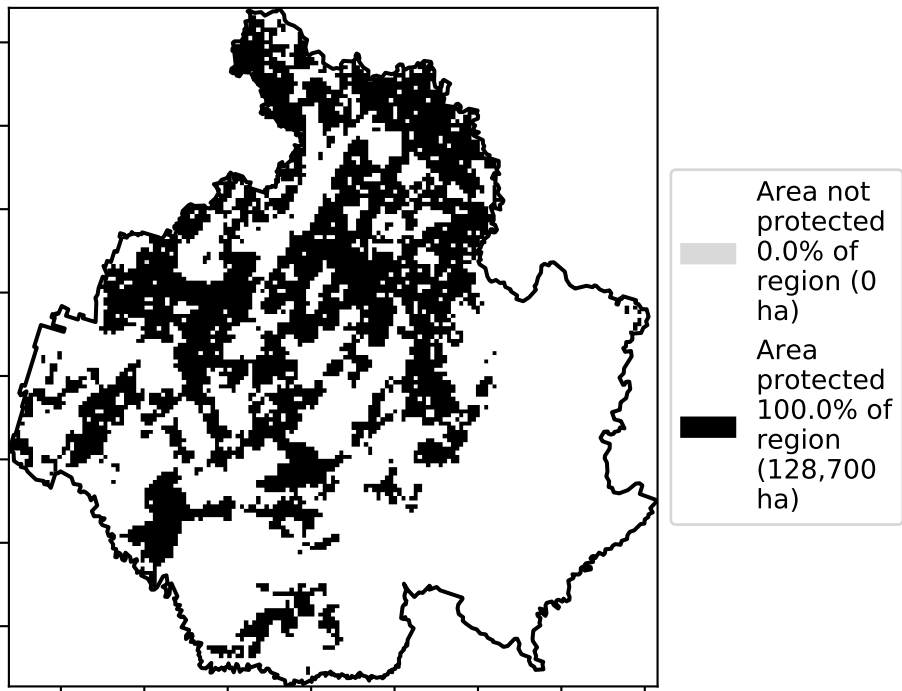 Area not
protected
0.0% of
region (0
ha)
Area
protected
100.0% of
region
(128,700
ha)